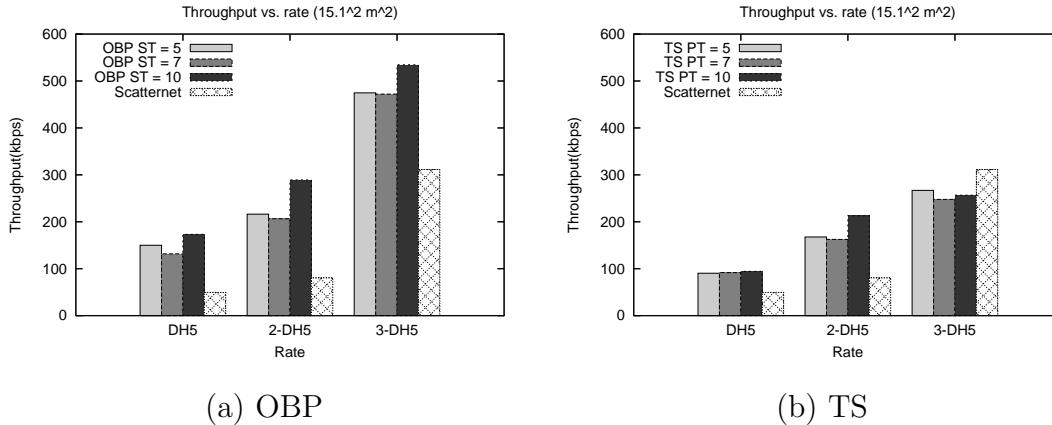 Throughput vs. rate (15.1^2 m^2)
Throughput(kbps)
600
500
400
300
200
100
0
OBP ST = 5
OBP ST = 7
OBP ST = 10
Scatternet
DH5 2-DH5 3-DH5
Rate
(a) OBP
Throughput vs. rate (15.1^2 m^2)
Throughput(kbps)
600
500
400
300
200
100
0
TS PT = 5
TS PT = 7
TS PT = 10
Scatternet
DH5 2-DH5 3-DH5
Rate
(b) TS